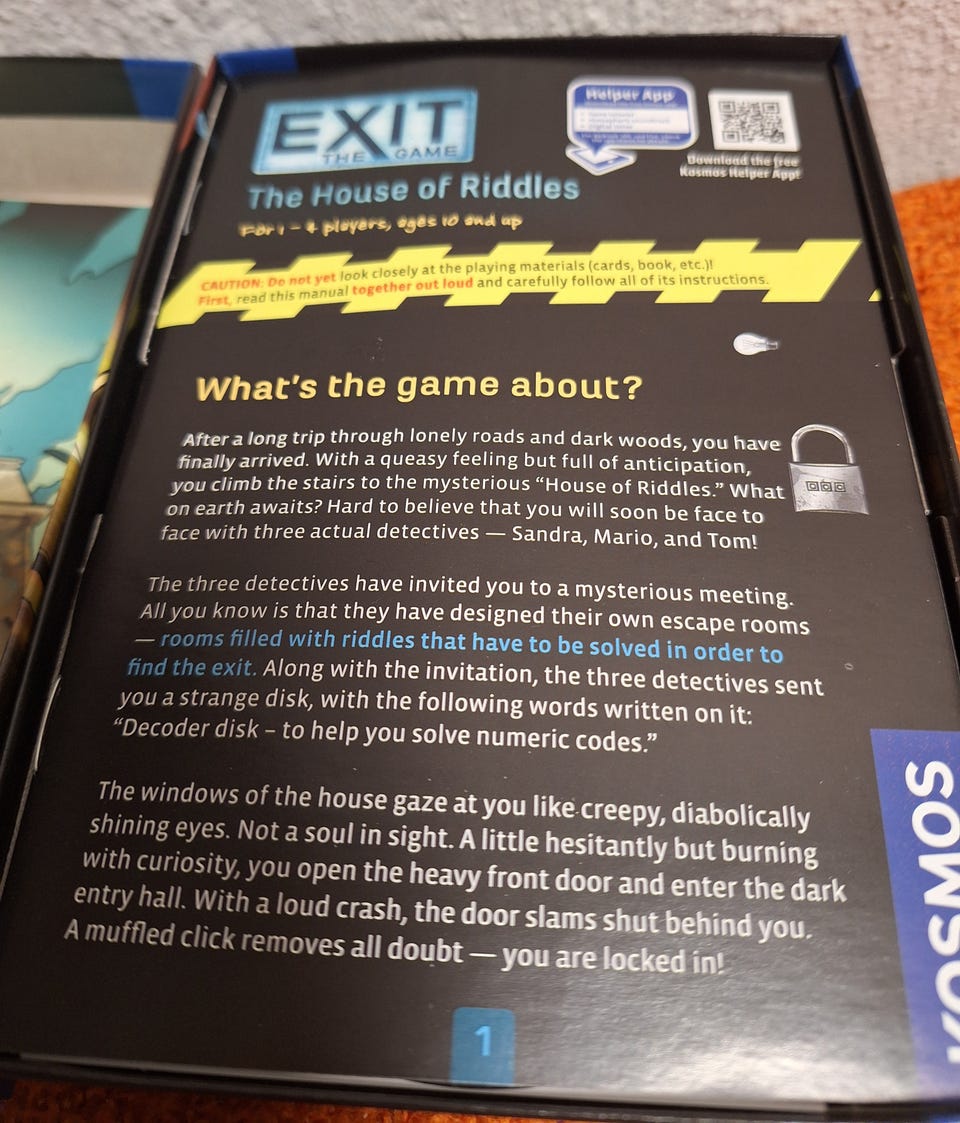 EXIT
THE GAME
Helper App
Download the free
Kosmos Helper App!
The House of Riddles
For 1 – 4 players, ages 10 and up
CAUTION: Do not yet look closely at the playing materials (cards, book, etc.)!
First, read this manual together out loud and carefully follow all of its instructions.
What's the game about?
After a long trip through lonely roads and dark woods, you have
finally arrived. With a queasy feeling but full of anticipation,
you climb the stairs to the mysterious “House of Riddles.” What
on earth awaits? Hard to believe that you will soon be face to
face with three actual detectives — Sandra, Mario, and Tom!
The three detectives have invited you to a mysterious meeting.
All you know is that they have designed their own escape rooms
— rooms filled with riddles that have to be solved in order to
find the exit. Along with the invitation, the three detectives sent
you a strange disk, with the following words written on it:
“Decoder disk – to help you solve numeric codes.”
The windows of the house gaze at you like creepy, diabolically
shining eyes. Not a soul in sight. A little hesitantly but burning
with curiosity, you open the heavy front door and enter the dark
entry hall. With a loud crash, the door slams shut behind you.
A muffled click removes all doubt — you are locked in!
KOSMOS
1